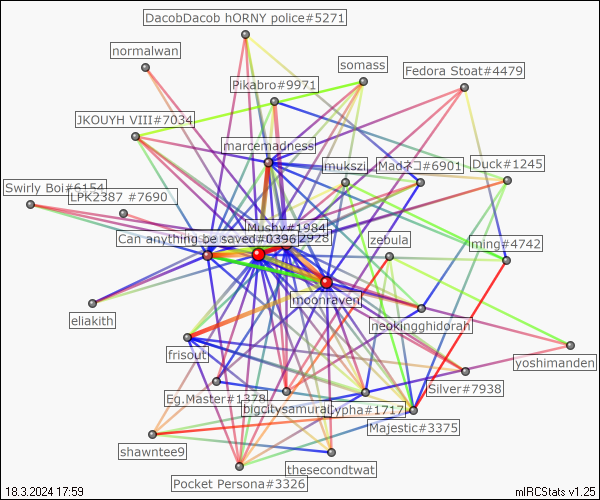 DacobDacob hORNY police#5271
normalwan
somass
Fedora Stoat#4479
Pikabro#9971
JKOUYH VIII#7034
marcemadness
mukszi
Madネコ#6901
Duck#1245
Swirly Boi#6154
LPK2387 #7690
Mushy#1984
Can anything be saved#0396
2928
zebula
ming#4742
moonraven
neokingghidorah
eliakith
frisout
yoshimanden
Silver#7938
Eg.Master#1378
bigcitysamurai
ypha#1717
Majestic#3375
shawntee9
thesecondtwat
Pocket Persona#3326
18.3.2024 17:59
mIRCStats v1.25